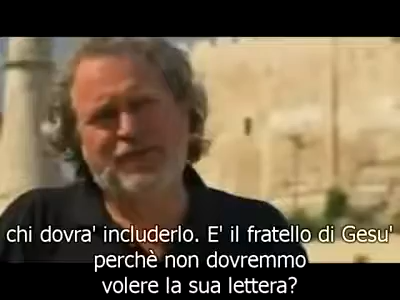 chi dovra' includerlo. E' il fratello di Gesu'
perchè non dovremmo
volere la sua lettera?